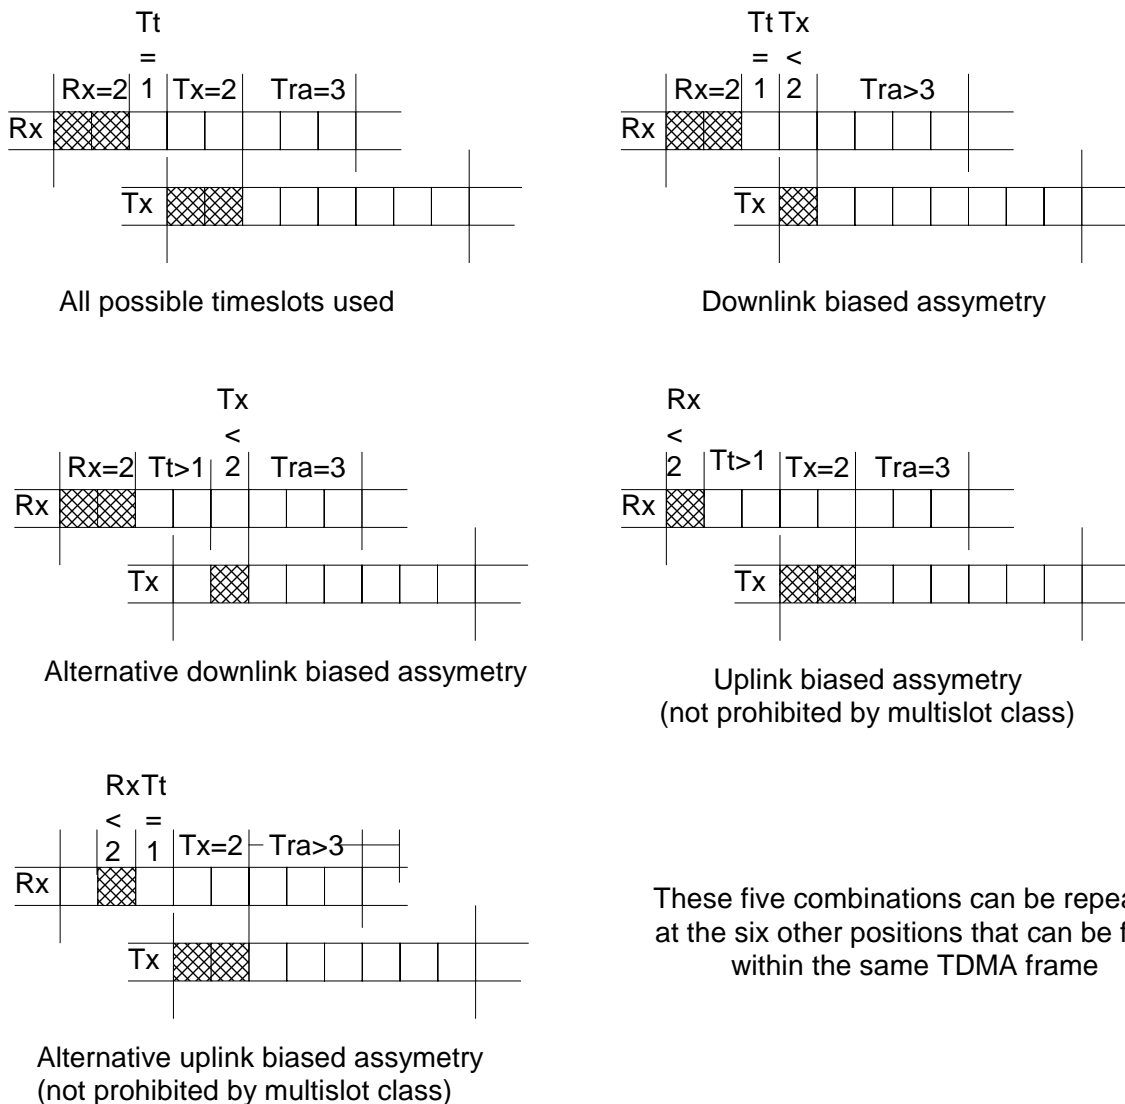 Tt
=
Rx=2 1 Tx=2 Tra=3
Rx
Tx
All possible timeslots used
Tt Tx
= <
Rx=2 1 2 Tra>3
Rx
Tx
Downlink biased assymetry
Tx
<
Rx=2 Tt>1 2 Tra=3
Rx
Tx
Alternative downlink biased assymetry
Rx
<
2 Tt>1 Tx=2 Tra=3
Rx
Tx
Uplink biased assymetry
(not prohibited by multislot class)
RxTt
< =
2 1 Tx=2 Tra>3
Rx
Tx
Alternative uplink biased assymetry
(not prohibited by multislot class)
These five combinations can be
at the six other positions that can be
within the same TDMA frame